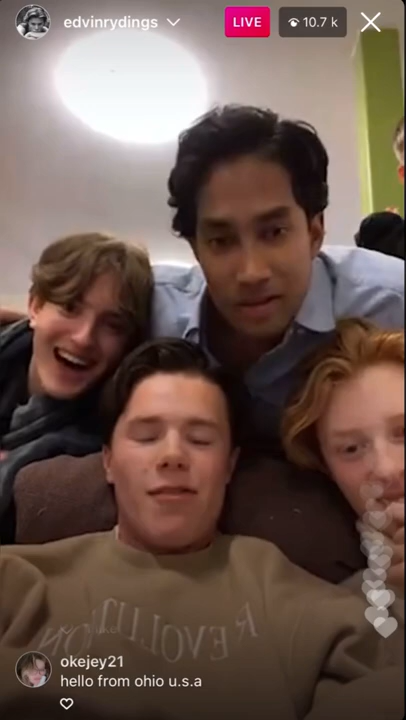 edvinrydings
LIVE
10.7 k
REVOLUTION
okejey21
hello from ohio u.s.a